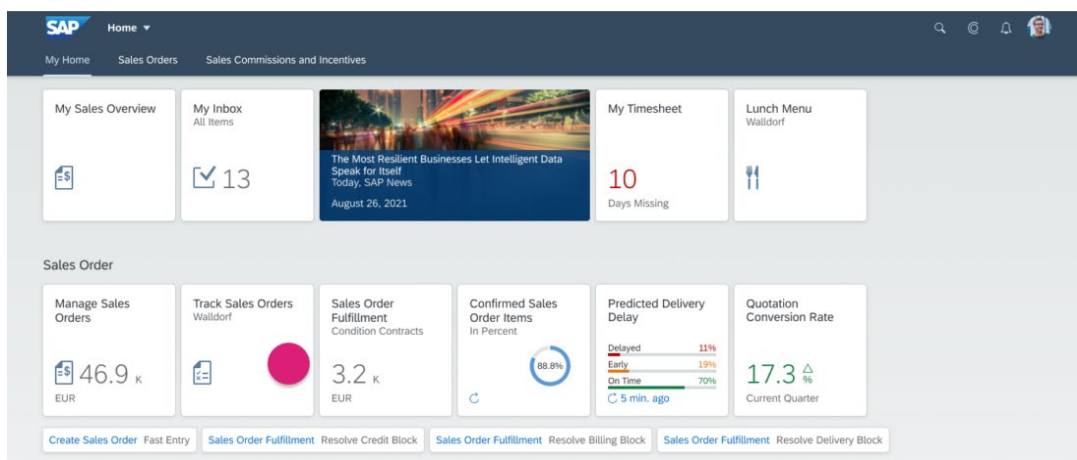 SAP
Home
My Home Sales Orders Sales Commissions and Incentives
My Sales Overview
My Inbox
All Items
13
The Most Resilient Businesses Let Intelligent Data
Speak for Itself
Today, SAP News
August 26, 2021
My Timesheet
10
Days Missing
Lunch Menu
Walldorf
Sales Order
Manage Sales
Orders
46.9 K
EUR
Track Sales Orders
Walldorf
Sales Order
Fulfillment
Condition Contracts
3.2 K
EUR
Confirmed Sales
Order Items
In Percent
88.8%
Predicted Delivery
Delay
Delayed 11%
Early 19%
On Time 70%
5 min. ago
Quotation
Conversion Rate
17.3 %
Current Quarter
Create Sales Order Fast Entry
Sales Order Fulfillment Resolve Credit Block
Sales Order Fulfillment Resolve Billing Block
Sales Order Fulfillment Resolve Delivery Block